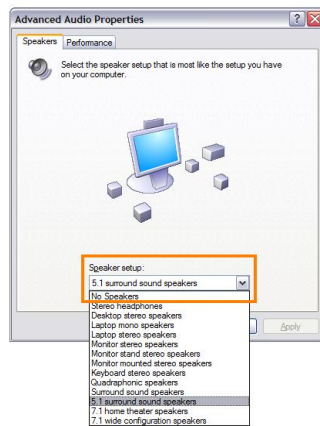 Advanced Audio Properties
Speakers Performance
Select the speaker setup that is most like the setup you have
on your computer.
Speaker setup:
5.1 surround sound speakers
No Speakers
Stereo headphones
Desktop stereo speakers
Laptop mono speakers
Laptop stereo speakers
Monitor stereo speakers
Monitor stand stereo speakers
Monitor mounted stereo speakers
Keyboard stereo speakers
Quadraphonic speakers
Surround sound speakers
5.1 surround sound speakers
7.1 home theater speakers
7.1 wide configuration speakers
Apply